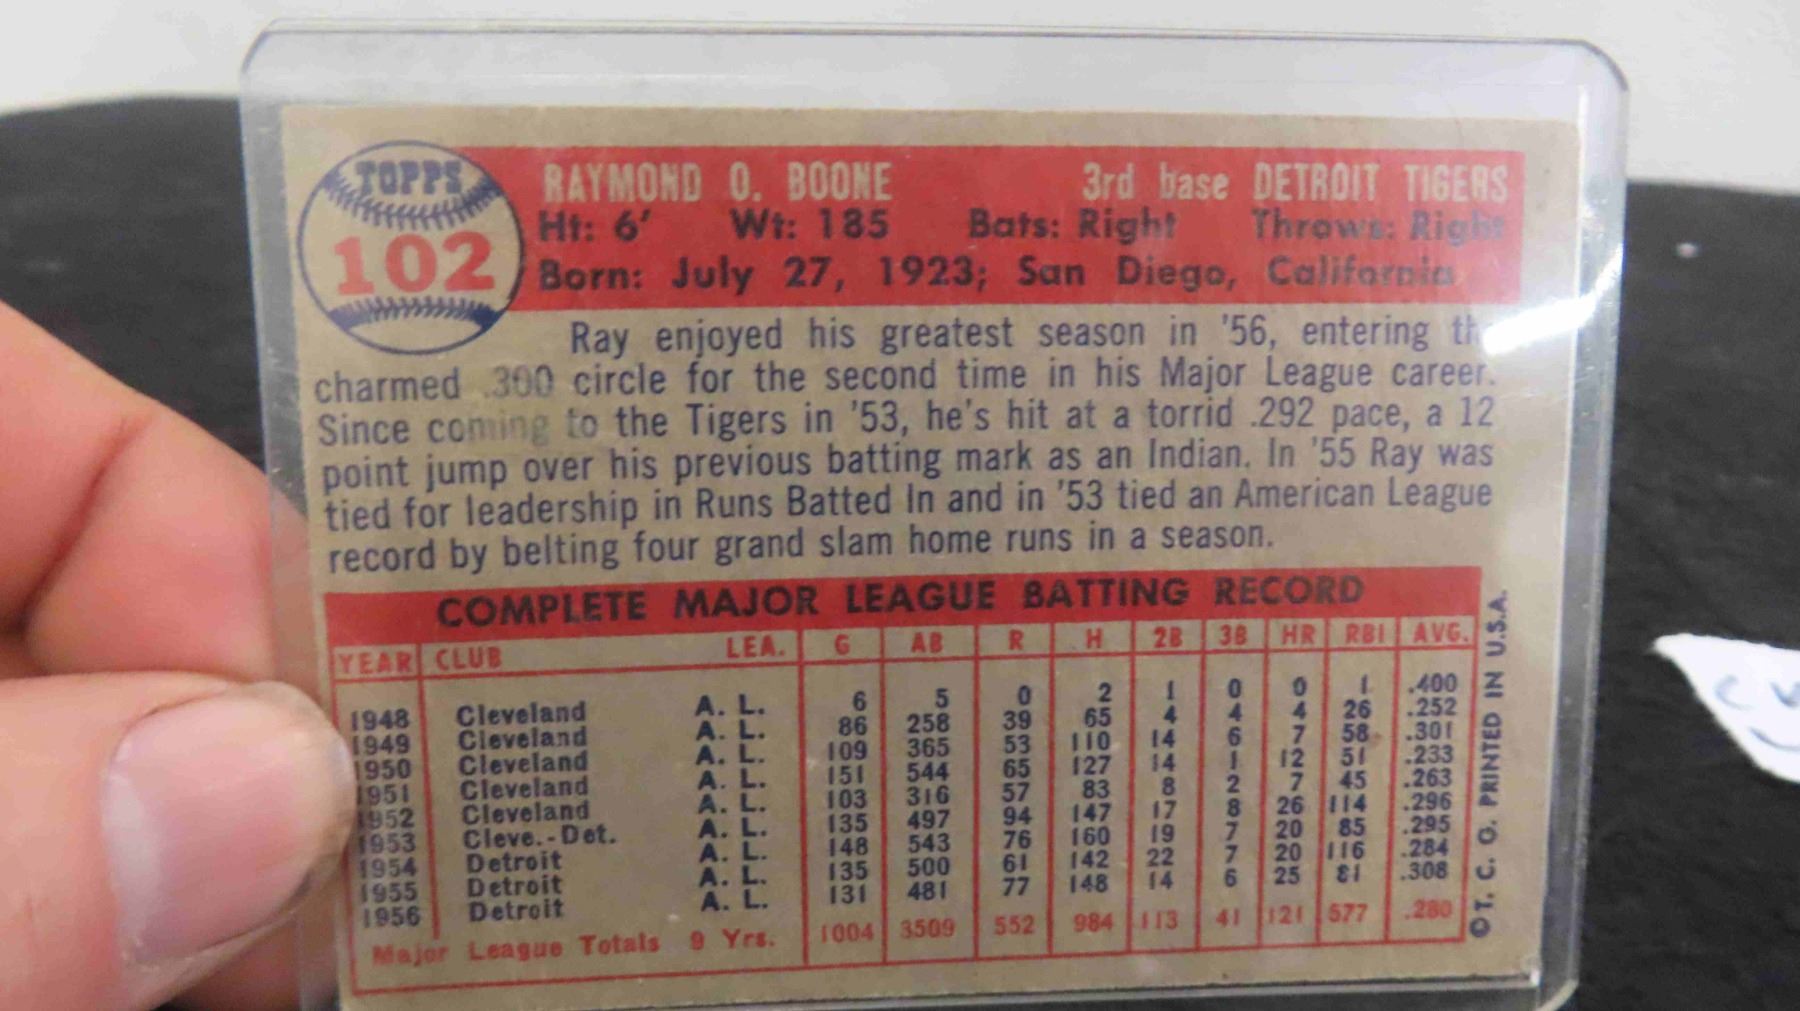 TOPPS
102
RAYMOND O. BOONE 3rd base DETROIT TIGERS
Ht: 6' Wt: 185 Bats: Right Throws: Right
Born: July 27, 1923; San Diego, California
Ray enjoyed his greatest season in '56, entering
charmed .300 circle for the second time in his Major League career.
Since coming to the Tigers in '53, he's hit at a torrid .292 pace, a 12
point jump over his previous batting mark as an Indian. In '55 Ray was
tied for leadership in Runs Batted In and in '53 tied an American League
record by belting four grand slam home runs in a season.
COMPLETE MAJOR LEAGUE BATTING RECORD
YEAR CLUB LEA. G AB R H 2B 3B HR RBI AVG.
1948 Cleveland A. L. 6 5 0 2 1 0 0 1 .400
1949 Cleveland A. L. 86 258 39 65 4 4 4 26 .252
1950 Cleveland A. L. 109 365 53 110 14 6 7 58 .301
1951 Cleveland A. L. 151 544 65 127 14 1 12 51 .233
1952 Cleveland A. L. 103 316 57 83 8 2 7 45 .263
1953 Cleve.-Det. A. L. 135 497 94 147 17 8 26 114 .296
1954 Detroit A. L. 148 543 76 160 19 7 20 85 .295
1955 Detroit A. L. 135 500 61 142 22 7 20 116 .284
1956 Detroit A. L. 131 481 77 148 14 6 25 81 .308
Major League Totals 9 Yrs. 1004 3509 552 984 113 41 121 577 .280
© T. C. G. PRINTED IN U.S.A.